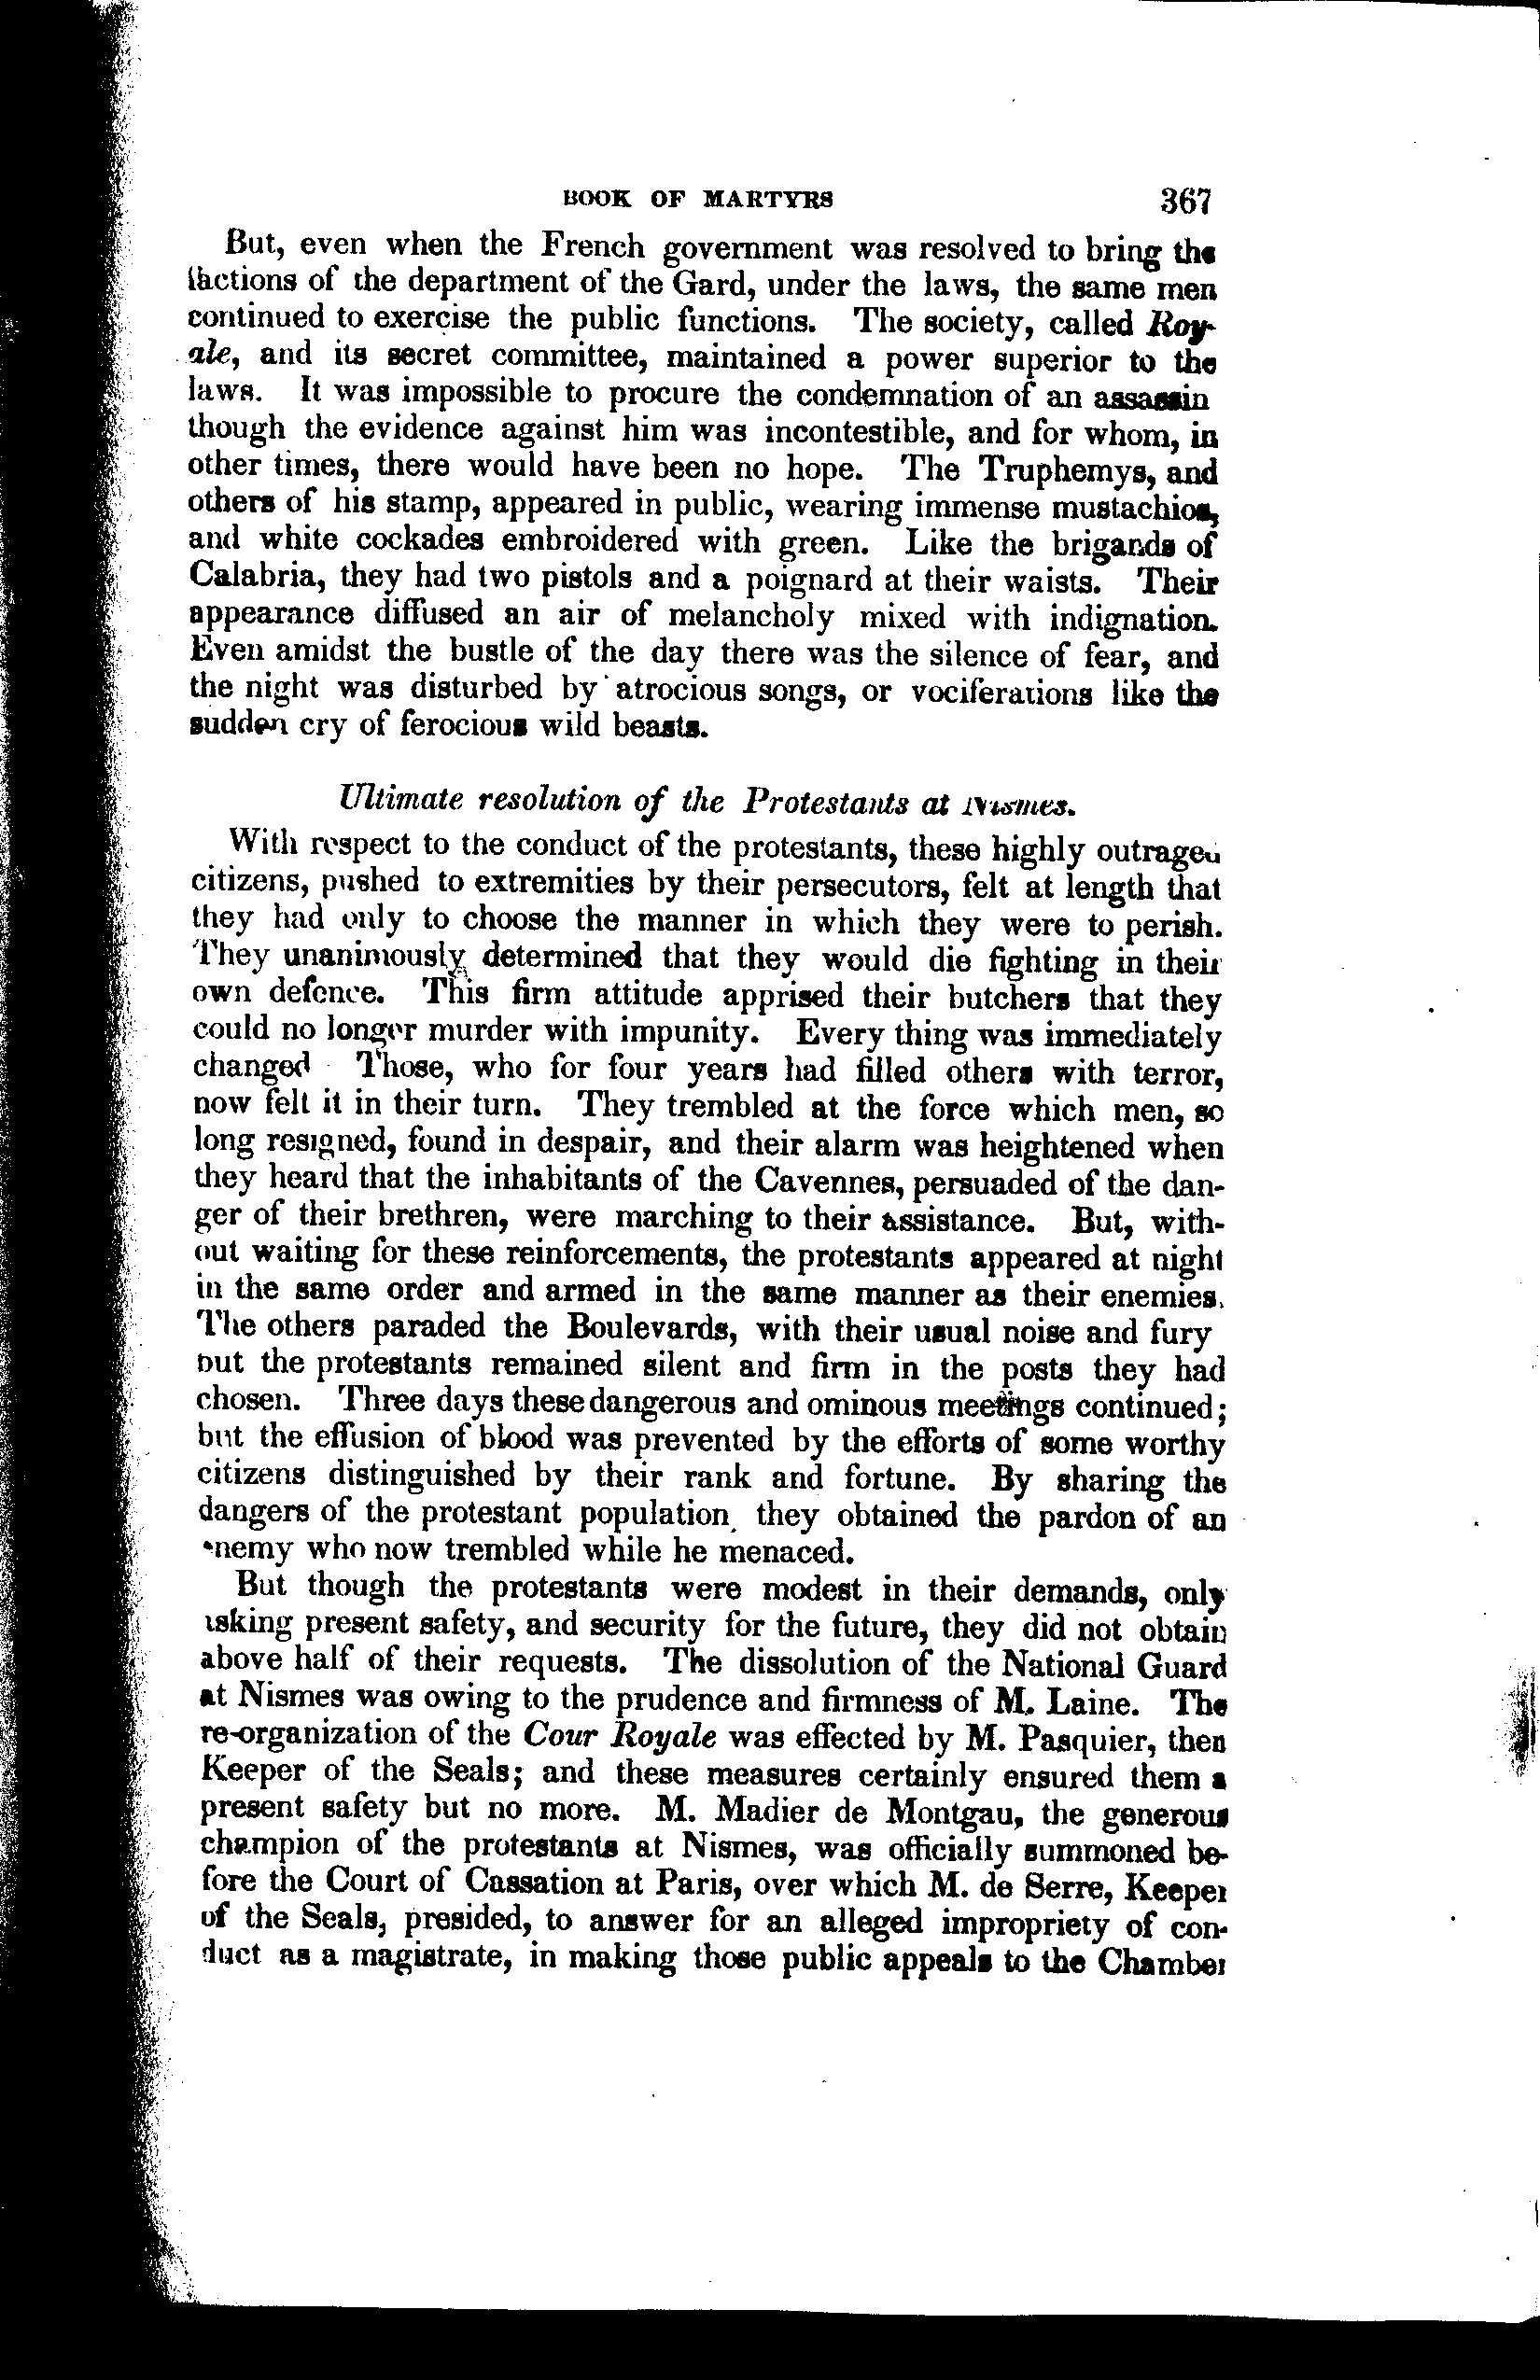 BOOK OF MARTYRS 367
But, even when the French government was resolved to bring the
factions of the department of the Gard, under the laws, the same men
continued to exercise the public functions. The society, called Roy-
ale, and its secret committee, maintained a power superior to the
laws. It was impossible to procure the condemnation of an assassin
though the evidence against him was incontestible, and for whom, in
other times, there would have been no hope. The Truphemys, and
others of his stamp, appeared in public, wearing immense mustachios,
and white cockades embroidered with green. Like the brigands of
Calabria, they had two pistols and a poignard at their waists. Their
appearance diffused an air of melancholy mixed with indignation.
Even amidst the bustle of the day there was the silence of fear, and
the night was disturbed by atrocious songs, or vociferations like the
sudden cry of ferocious wild beasts.
Ultimate resolution of the Protestants at Nismes.
With respect to the conduct of the protestants, these highly outraged
citizens, pushed to extremities by their persecutors, felt at length that
they had only to choose the manner in which they were to perish.
They unanimously determined that they would die fighting in their
own defence. This firm attitude apprised their butchers that they
could no longer murder with impunity. Every thing was immediately
changed Those, who for four years had filled others with terror,
now felt it in their turn. They trembled at the force which men, so
long resigned, found in despair, and their alarm was heightened when
they heard that the inhabitants of the Cavennes, persuaded of the dan-
ger of their brethren, were marching to their assistance. But, with-
out waiting for these reinforcements, the protestants appeared at night
in the same order and armed in the same manner as their enemies.
The others paraded the Boulevards, with their usual noise and fury
but the protestants remained silent and firm in the posts they had
chosen. Three days these dangerous and ominous meetings continued;
but the effusion of blood was prevented by the efforts of some worthy
citizens distinguished by their rank and fortune. By sharing the
dangers of the protestant population, they obtained the pardon of an
enemy who now trembled while he menaced.
But though the protestants were modest in their demands, only
asking present safety, and security for the future, they did not obtain
above half of their requests. The dissolution of the National Guard
at Nismes was owing to the prudence and firmness of M. Laine. The
re-organization of the Cour Royale was effected by M. Pasquier, then
Keeper of the Seals; and these measures certainly ensured them a
present safety but no more. M. Madier de Montgau, the generous
champion of the protestants at Nismes, was officially summoned be-
fore the Court of Cassation at Paris, over which M. de Serre, Keeper
of the Seals, presided, to answer for an alleged impropriety of con-
duct as a magistrate, in making those public appeals to the Chamber